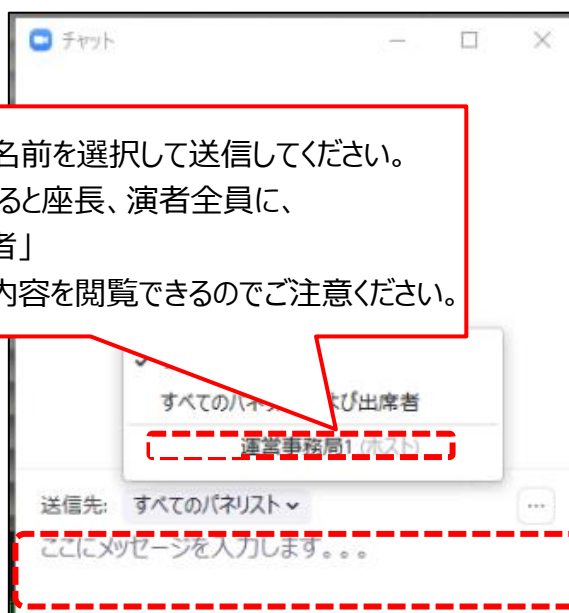 チャット
名前を選択して送信してください。
ると座長、演者全員に、
者」
内容を閲覧できるのでご注意ください。
すべてのパネリ び出席者
運営事務局1 (ホスト)
送信先: すべてのパネリスト
ここにメッセージを入力します。。。